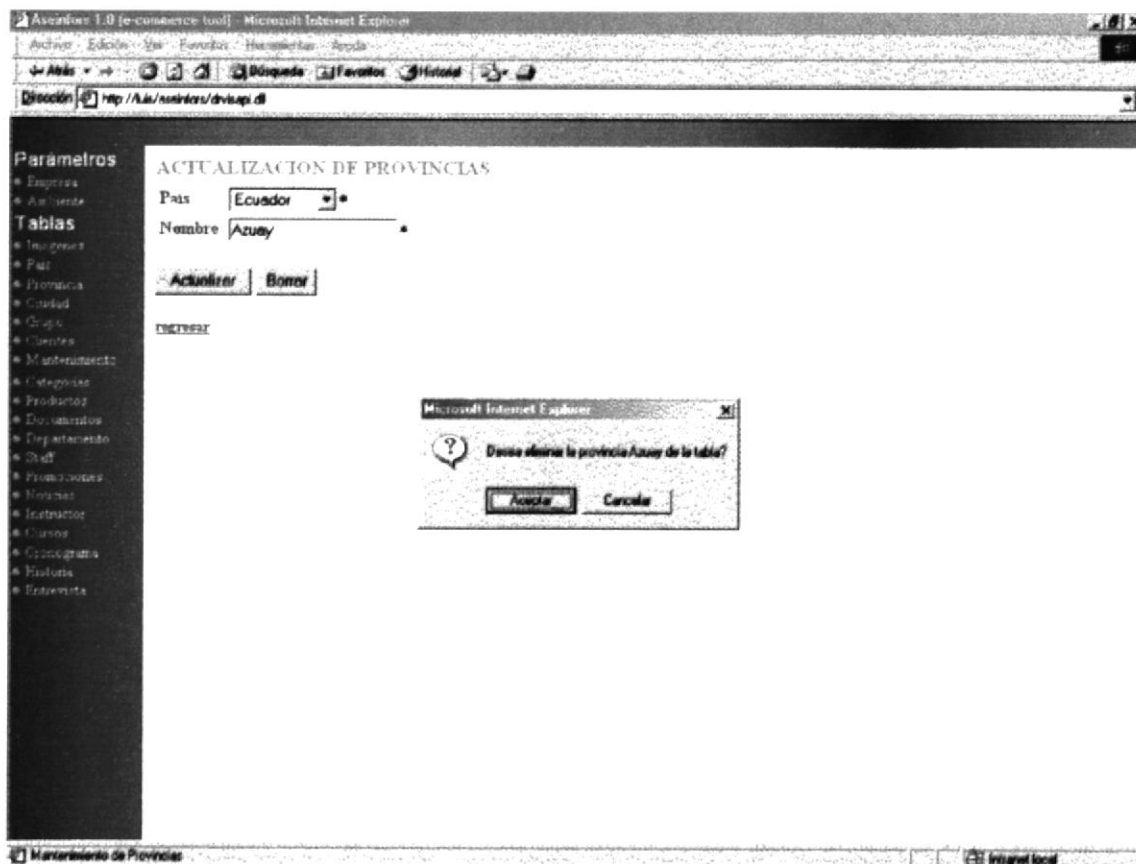 Aseinfors 1.0 [e-commerce tool] - Microsoft Internet Explorer
Archivo Edición Ver Favoritos Herramientas Ayuda
Atrás Búsqueda Favoritos Historial
Dirección http://luis/aseinfors/drvisapi.dll
Parámetros
Empresa
Ambiente
Tablas
Imagenes
Pais
Provincia
Ciudad
Grupo
Clientes
Mantenimiento
Categorias
Productos
Documentos
Departamento
Staff
Promociones
Noticias
Instructor
Cursos
Cronograma
Historia
Entrevista
ACTUALIZACION DE PROVINCIAS
Pais Ecuador *
Nombre Azuay *
Actualizar Borrar
regresar
Microsoft Internet Explorer
Desea eliminar la provincia Azuay de la tabla?
Aceptar Cancelar
Mantenimiento de Provincias Intranet local